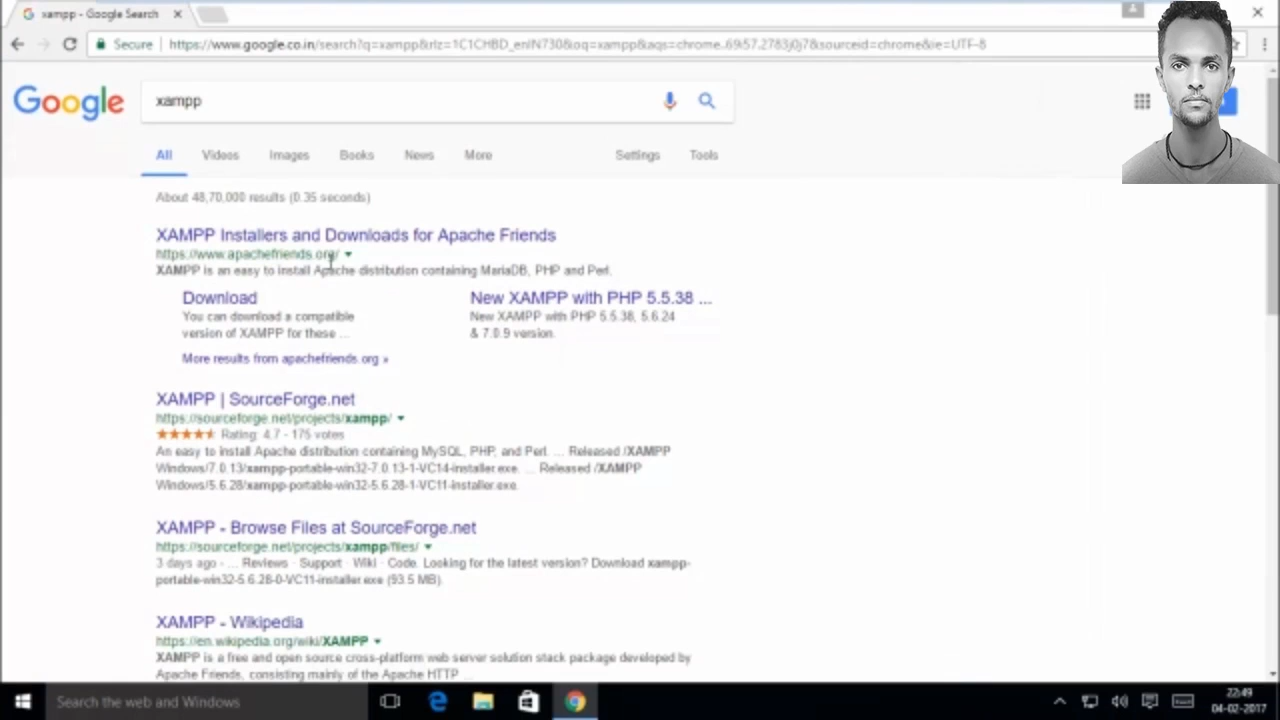 xampp - Google Search
Secure https://www.google.co.in/search?q=xampp&rlz=1C1CHBD_enIN730&oq=xampp&aqs=chrome..69i57.2783j0j7&sourceid=chrome&ie=UTF-8
Google xampp
All Videos Images Books News More Settings Tools
About 48,70,000 results (0.35 seconds)
XAMPP Installers and Downloads for Apache Friends
https://www.apachefriends.org/
XAMPP is an easy to install Apache distribution containing MariaDB, PHP and Perl.
Download New XAMPP with PHP 5.5.38 ...
You can download a compatible New XAMPP with PHP 5.5.38, 5.6.24
version of XAMPP for these ... & 7.0.9 version.
More results from apachefriends.org »
XAMPP | SourceForge.net
https://sourceforge.net/projects/xampp/
Rating: 4.7 - 175 votes
An easy to install Apache distribution containing MySQL, PHP, and Perl. ... Released /XAMPP
Windows/7.0.13/xampp-portable-win32-7.0.13-1-VC14-installer.exe. ... Released /XAMPP
Windows/5.6.28/xampp-portable-win32-5.6.28-1-VC11-installer.exe.
XAMPP - Browse Files at SourceForge.net
https://sourceforge.net/projects/xampp/files/
3 days ago - ... Reviews · Support · Wiki · Code. Looking for the latest version? Download xampp-
portable-win32-5.6.28-0-VC11-installer.exe (93.5 MB).
XAMPP - Wikipedia
https://en.wikipedia.org/wiki/XAMPP
XAMPP is a free and open source cross-platform web server solution stack package developed by
Apache Friends, consisting mainly of the Apache HTTP ...
Search the web and Windows
22:49
04-02-2017